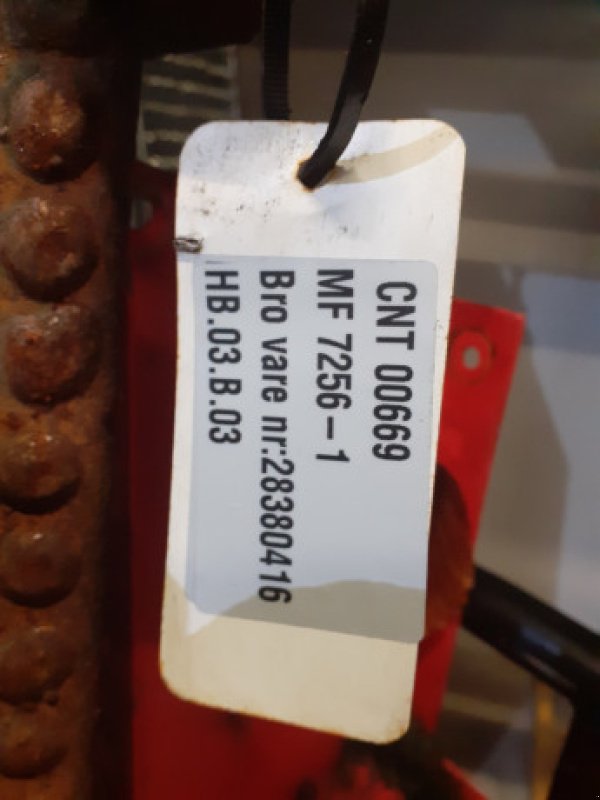 CNT 00669
MF 7256-1
Bro vare nr:28380416
HB.03.B.03